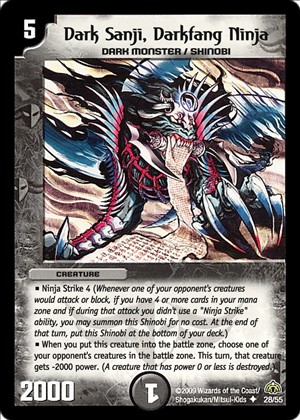 5
Dark Sanji, Darkfang Ninja
DARK MONSTER / SHINOBI
CREATURE
■ Ninja Strike 4 (Whenever one of your opponent's creatures
would attack or block, if you have 4 or more cards in your mana
zone and if during that attack you didn't use a "Ninja Strike"
ability, you may summon this Shinobi for no cost. At the end
of that turn, put this Shinobi at the bottom of your deck.)
■ When you put this creature into the battle zone, choose one of
your opponent's creatures in the battle zone. This turn, that creature
gets -2000 power. (A creature that has power 0 or less is destroyed.)
2000
1
©2009 Wizards of the Coast/
Shogakukan/Mitsui-Kids
28/55